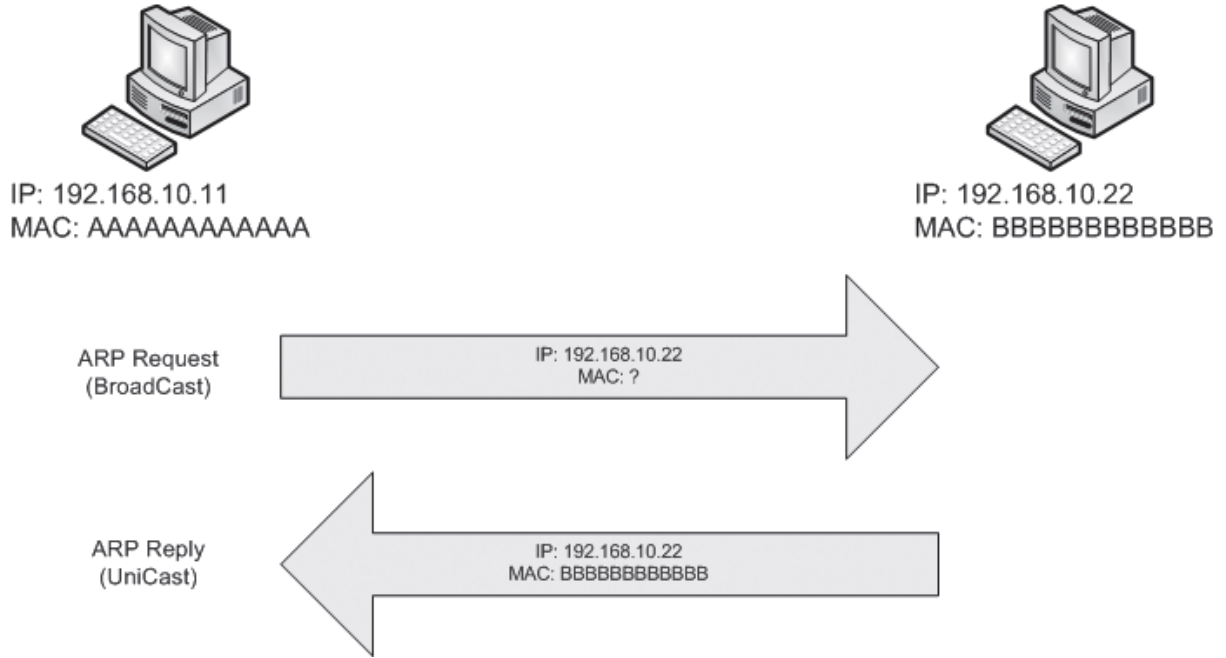 IP: 192.168.10.11
MAC: AAAAAAAAAAAA
IP: 192.168.10.22
MAC: BBBBBBBBBBBB
ARP Request
(BroadCast)
IP: 192.168.10.22
MAC: ?
ARP Reply
(UniCast)
IP: 192.168.10.22
MAC: BBBBBBBBBBBB